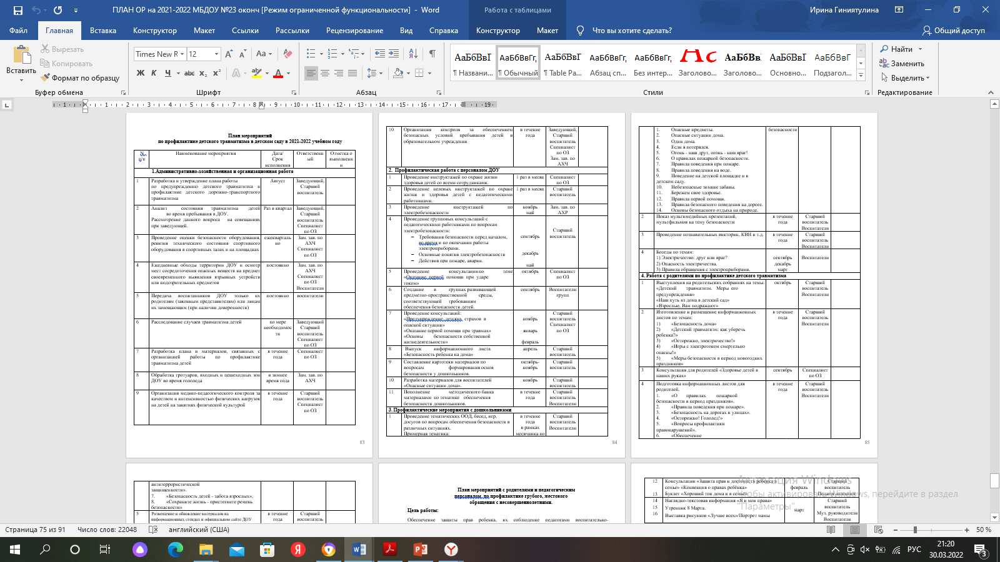 ПЛАН ОР на 2021-2022 МБДОУ №23 оконч [Режим ограниченной функциональности] - Word
Работа с таблицами
Ирина Гиниятулина
Файл Главная Вставка Конструктор Макет Ссылки Рассылки Рецензирование Вид Справка Конструктор Макет Что вы хотите сделать? Общий доступ
Вставить
Вырезать
Копировать
Формат по образцу
Буфер обмена
Times New R 12
Шрифт
Абзац
АаБбВвГ АаБбВвГг, АаБбВвГ АаБбВвГг, АаБбВвГг, Ас АаБбВв АаБбВвГ АаБбВвГ
¶ Названи... ¶ Обычный ¶ Table Pa... Абзац сп... Без интер... Заголово... Заголово... Основно... Подзагол...
Стили
Найти
Заменить
Выделить
Редактирование
План мероприятий
по профилактике детского травматизма в детском саду в 2021-2022 учебном году
№ п/п
Наименование мероприятия
Дата/ Срок исполнения
Ответственный
Отметка о выполнении
1.Административно-хозяйственная и организационная работа
1 Разработка и утверждение плана работы Август Заведующий,
по предупреждению детского травматизма и Старший
профилактике детского дорожно-транспортного воспитатель
травматизма
2 Анализ состояния травматизма детей Раз в квартал Заведующий,
во время пребывания в ДОУ. Старший
Рассмотрение данного вопроса на совещаниях воспитатель
при заведующей. Специалист
по ОЗ
3 Проведение оценки безопасности оборудования, ежеквартально Зам. зав. по
ревизия технического состояния спортивного АХЧ
оборудования в спортивных залах и на площадках Специалист
по ОЗ
4 Ежедневные обходы территории ДОУ и осмотр постоянно Зам. зав. по
мест сосредоточения опасных веществ на предмет АХЧ
своевременного выявления взрывных устройств Специалист
или подозрительных предметов по ОЗ
Воспитатели
5 Передача воспитанников ДОУ только их постоянно воспитатели
родителям (законным представителям) или лицам
их замещающим (при наличии доверенности)
6 Расследование случаев травматизма детей по мере необходимости Заведующий
Старший
воспитатель
Специалист
по ОЗ
7 Разработка плана и материалов, связанных с в течение Специалист
организацией работы по профилактике года по ОЗ
травматизма детей
8 Обработка тротуаров, входных и пешеходных зон в зимнее Зам. зав. по
ДОУ во время гололеда время года АХЧ
9 Организация медико-педагогического контроля за в течение Старший
качеством и интенсивностью физических нагрузок года воспитатель
на детей на занятиях физической культурой Специалист
по ОЗ
83
10 Организация контроля за обеспечением в течение Заведующий,
безопасных условий пребывания детей в года Старший
образовательном учреждении воспитатель
Специалист
по ОЗ
Зам. зав. по
АХЧ
2. Профилактическая работа с персоналом ДОУ
1 Проведение инструктажей по охране жизни 1 раз в месяц Специалист
здоровья детей со всеми сотрудниками. по ОЗ
2 Проведение целевых инструктажей по охране 1 раз в месяц Старший
жизни и здоровья детей с педагогическими воспитатель
работниками.
3 Проведение инструктажей по ноябрь Зам. зав. по
электробезопасности май АХР
4 Проведение групповых консультаций с
педагогическими работниками по вопросам
электробезопасности: Старший
– Требования безопасности перед началом, сентябрь воспитатель
во время и по окончании работы
электроприборами.
– Основные понятия электробезопасности декабрь
– Действия при пожаре, аварии.
май
5 Проведение консультации по теме октябрь Специалист
«Оказание первой помощи при ударе по ОЗ
током»
6 Создание в группах развивающей сентябрь Воспитатели
предметно-пространственной среды, групп
соответствующей требованиям
обеспечения безопасности детей.
7 Проведение консультаций: Старший
«Предупреждение детских страхов в ноябрь воспитатель
опасной ситуации» Специалист
«Оказание первой помощи при травмах» январь по ОЗ
«Основы безопасности собственной
жизнедеятельности» февраль
8 Выпуск информационного листа апрель Старший
«Безопасность ребенка на дома» воспитатель
9 Составление картотеки материалов по октябрь- Старший
вопросам формирования основ ноябрь воспитатель
безопасности у дошкольников.
10 Разработка материалов для воспитателей ноябрь Старший
«Опасные ситуации дома». воспитатель
11 Пополнение методического банка в течение Старший
материалами по тематике обеспечения года воспитатель
безопасности дошкольников. Воспитатели
3. Профилактические мероприятия с дошкольниками
1 Проведение тематических ООД, бесед, игр, в течение Старший
досугов по вопросам обеспечения безопасности в года воспитатель
различных ситуациях. в рамках Воспитатели
Примерная тематика: месячника по
84
1. Опасные предметы. безопасности
2. Опасные ситуации дома.
3. Один дома.
4. Если я потерялся.
5. Огонь - наш друг, огонь - наш враг!
6. О правилах пожарной безопасности.
7. Правила поведения при пожаре.
8. Правила поведения на воде.
9. Поведение на детской площадке и в
детском саду.
10. Небезопасные зимние забавы.
11. Бережем свое здоровье.
12. Правила первой помощи.
13. Правила безопасного поведения на дороге.
14. Основы безопасного отдыха на природе.
2 Показ мультимедийных презентаций, в течение Старший
мультфильмов на тему безопасности года воспитатель
Воспитатели
3 Проведение познавательных викторин, КВН и т.д. в течение Старший
года воспитатель
Воспитатели
4 Беседы по темам:
1) Электричество: друг или враг? сентябрь Воспитатели
2) Опасность электричества. декабрь
3) Правила обращения с электроприборами. март
4. Работа с родителями по профилактике детского травматизма
1 Выступления на родительских собраниях на темы: октябрь Старший
«Детский травматизм. Меры его воспитатель
предупреждения» Воспитатели
«Наш путь из дома в детский сад»
«Взрослые, Вам подражают»
2 Изготовление и размещение информационных в течение Старший
листов по темам: года воспитатель
1) «Безопасность дома» Воспитатели
2) «Детский травматизм: как уберечь
ребенка?»
3) «Осторожно, электричество!»
4) «Игры с электротоком смертельно
опасны!»
5) «Меры безопасности в период новогодних
праздников»
3 Консультация для родителей «Здоровье детей в сентябрь Специалист
наших руках» по ОЗ
4 Подготовка информационных листов для в течение Старший
родителей. года воспитатель
1. «О правилах пожарной Воспитатели
безопасности в период праздников».
2. «Правила поведения при пожаре».
3. «Безопасность на дорогах и улицах».
4. «Осторожно! Гололед!»
5. «Вопросы профилактики
правонарушений».
6. «Обеспечение
85
антитеррористической
защищенности».
7. «Безопасность детей - забота взрослых».
8. «Сохраните жизнь - пристегните ремень
безопасности»
5 Размещение и обновление материалов на в течение Старший
информационных стендах и официальном сайте ДОУ года воспитатель
План мероприятий с родителями и педагогическим
персоналом, по профилактике грубого, жестокого
обращения с несовершеннолетними.
Цель работы:
Обеспечение защиты прав ребенка, их соблюдение педагогами воспитательно-
12 Консультации «Защита прав и достоинств ребенка в Старший
семье» «Конвенция о правах ребёнка» февраль воспитатель
13 Буклет «Хороший тон дома и в семье» Педагог-психолог
14 Наглядно-текстовая информация «Я и мои права» Старший
15 Утренник 8 Марта. март воспитатель
16 Выставка рисунков «Лучше всех»/Портрет мамы Муз. руководители
Воспитатели
Активация Windows
Чтобы активировать Windows, перейдите в раздел
"Параметры".
Страница 75 из 91 Число слов: 22048 английский (США) 50 %
РУС 21:20
30.03.2022
3